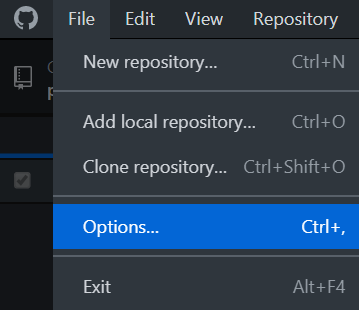 File Edit View Repository
New repository... Ctrl+N
Add local repository... Ctrl+O
Clone repository... Ctrl+Shift+O
Options... Ctrl+,
Exit Alt+F4